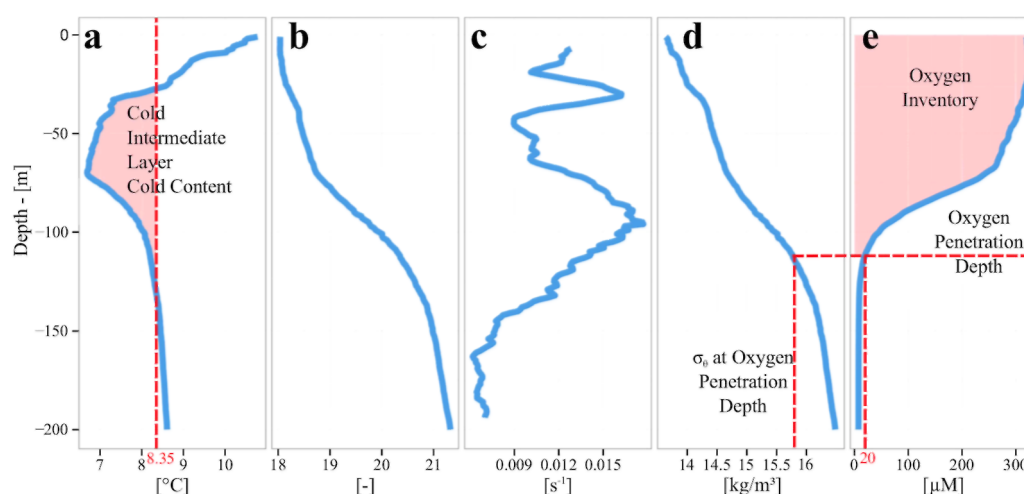 a b c d e
0
−50
−100
−150
−200
Depth - [m]
Cold
Intermediate
Layer
Cold Content
Oxygen
Inventory
Oxygen
Penetration
Depth
σθ at Oxygen
Penetration
Depth
7 8 9 10
8.35
[°C]
18 19 20 21
[-]
0.009 0.012 0.015
[s⁻¹]
14 14.5 15 15.5 16
[kg/m³]
0 100 200 300
20
[µM]